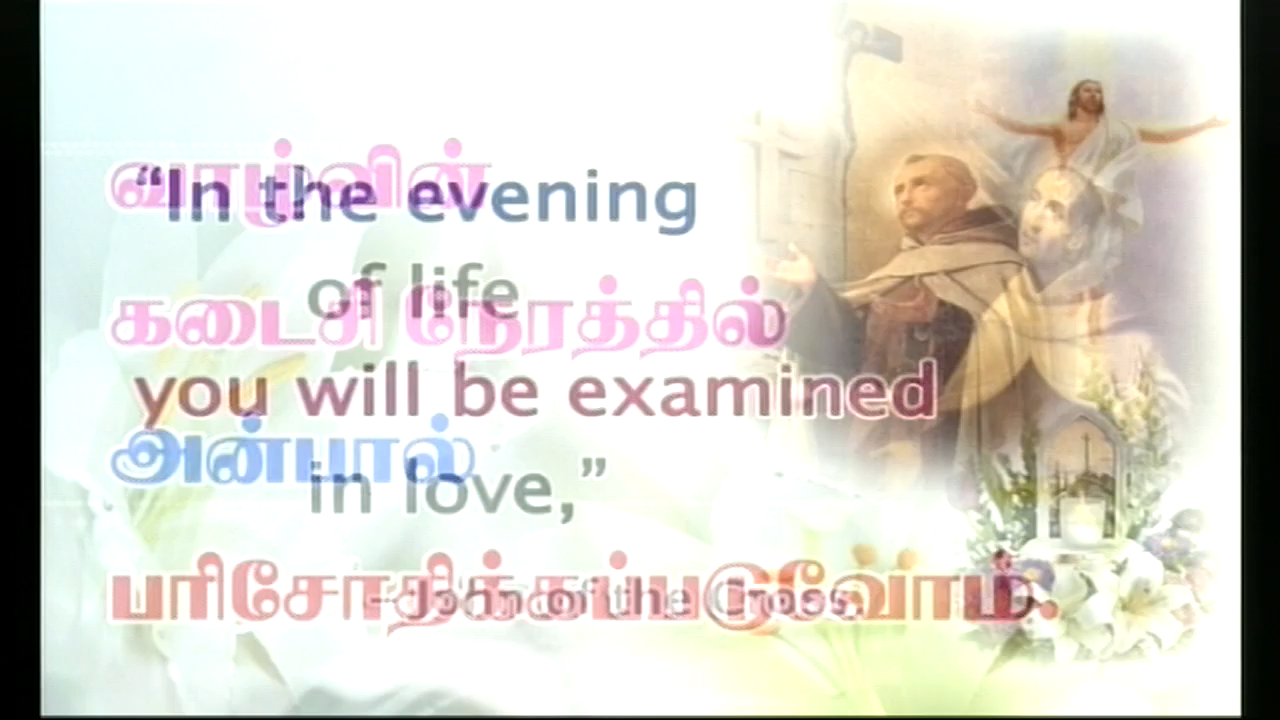 வாழ்வின்
“In the evening
of life
கடைசி நேரத்தில்
you will be examined
அன்பால்
in love,”
பரிசோதிக்கப்படுவோம்.
– John of the Cross.